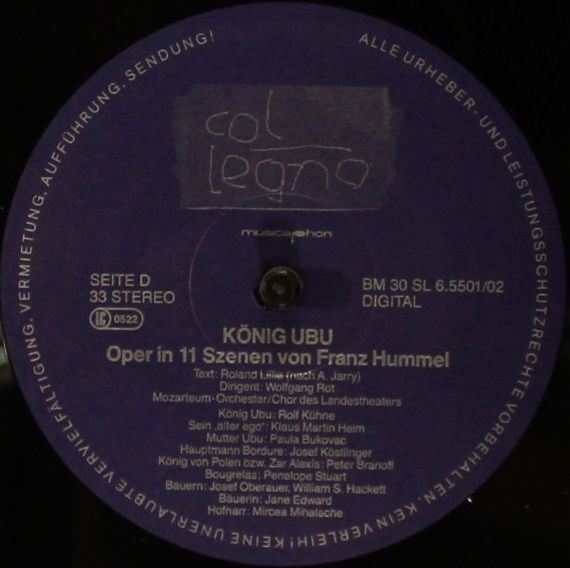 ALLE URHEBER- UND LEISTUNGSSCHUTZRECHTE VORBEHALTEN. KEIN VERLEIH! KEINE UNERLAUBTE VERVIELFÄLTIGUNG, VERMIETUNG, AUFFÜHRUNG, SENDUNG!
col
legno
musicaphon
SEITE D
33 STEREO
LC 0522
BM 30 SL 6.5501/02
DIGITAL
KÖNIG UBU
Oper in 11 Szenen von Franz Hummel
Text: Roland Lillie (nach A. Jarry)
Dirigent: Wolfgang Rot
Mozarteum-Orchester/Chor des Landestheaters
König Ubu: Rolf Kühne
Sein ‚alter ego‘: Klaus Martin Heim
Mutter Ubu: Paula Bukovac
Hauptmann Bordure: Josef Köstlinger
König von Polen bzw. Zar Alexis: Peter Branoff
Bougrelas: Penelope Stuart
Bauern: Josef Oberauer, William S. Hackett
Bäuerin: Jane Edward
Hofnarr: Mircea Mihalache